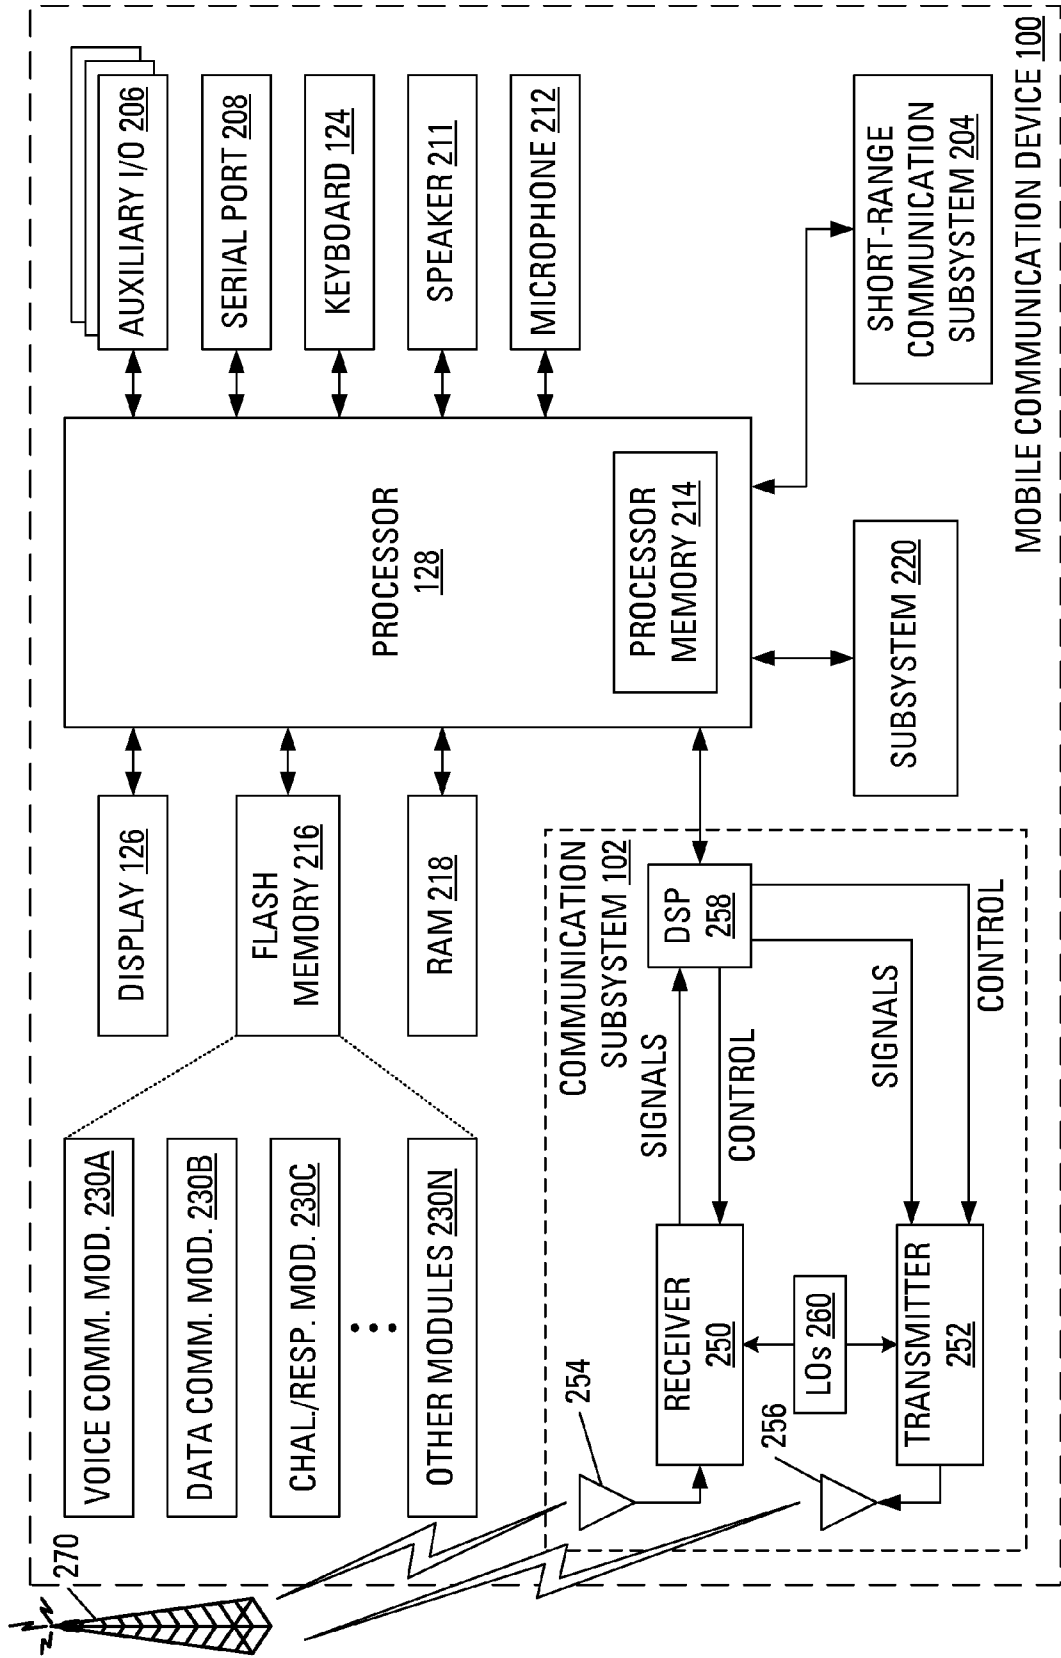 270
VOICE COMM. MOD. 230A
DATA COMM. MOD. 230B
CHAL./RESP. MOD. 230C
OTHER MODULES 230N
DISPLAY 126
FLASH
MEMORY 216
RAM 218
PROCESSOR
128
PROCESSOR
MEMORY 214
AUXILIARY I/O 206
SERIAL PORT 208
KEYBOARD 124
SPEAKER 211
MICROPHONE 212
COMMUNICATION
SUBSYSTEM 102
254
RECEIVER
250
SIGNALS
CONTROL
DSP
258
LOs 260
256
TRANSMITTER
252
SIGNALS
CONTROL
SUBSYSTEM 220
SHORT-RANGE
COMMUNICATION
SUBSYSTEM 204
MOBILE COMMUNICATION DEVICE 100